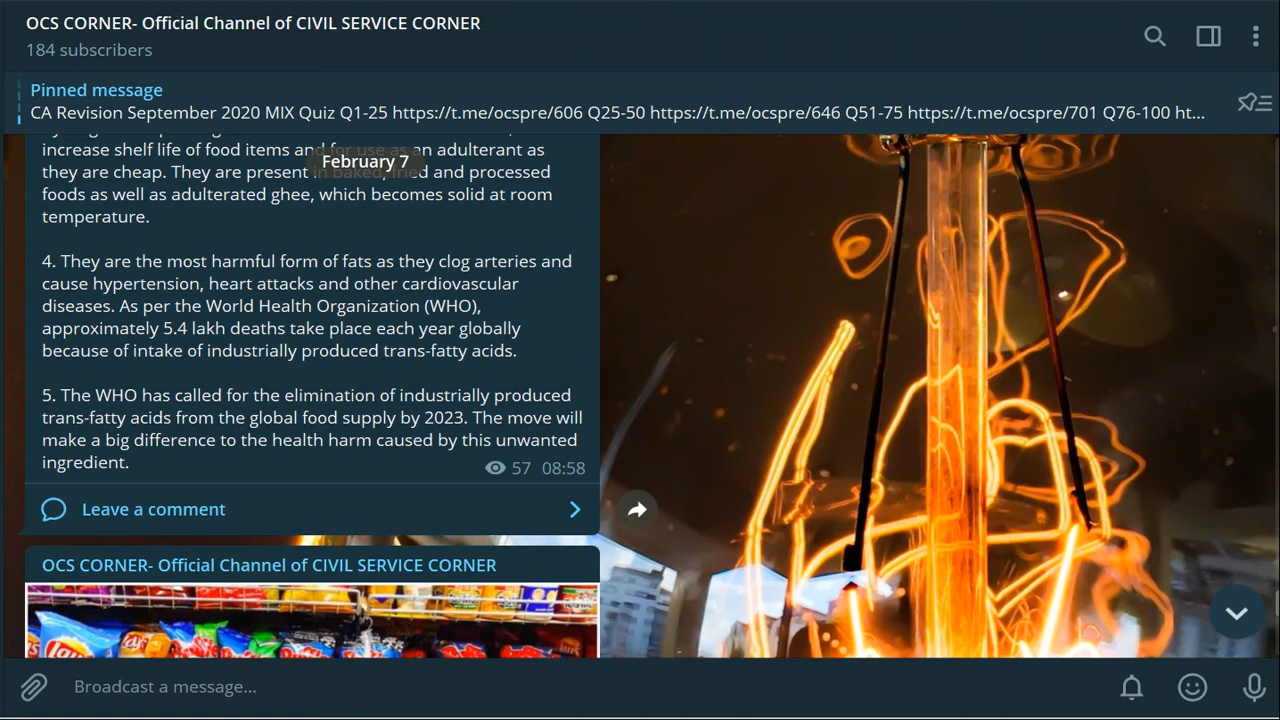 OCS CORNER- Official Channel of CIVIL SERVICE CORNER
184 subscribers
Pinned message
CA Revision September 2020 MIX Quiz Q1-25 https://t.me/ocspre/606 Q25-50 https://t.me/ocspre/646 Q51-75 https://t.me/ocspre/701 Q76-100 ht...
increase shelf life of food items and for use as an adulterant as
February 7
they are cheap. They are present in baked, fried and processed
foods as well as adulterated ghee, which becomes solid at room
temperature.
4. They are the most harmful form of fats as they clog arteries and
cause hypertension, heart attacks and other cardiovascular
diseases. As per the World Health Organization (WHO),
approximately 5.4 lakh deaths take place each year globally
because of intake of industrially produced trans-fatty acids.
5. The WHO has called for the elimination of industrially produced
trans-fatty acids from the global food supply by 2023. The move will
make a big difference to the health harm caused by this unwanted
ingredient.
57 08:58
Leave a comment
OCS CORNER- Official Channel of CIVIL SERVICE CORNER
Lay's
Broadcast a message...